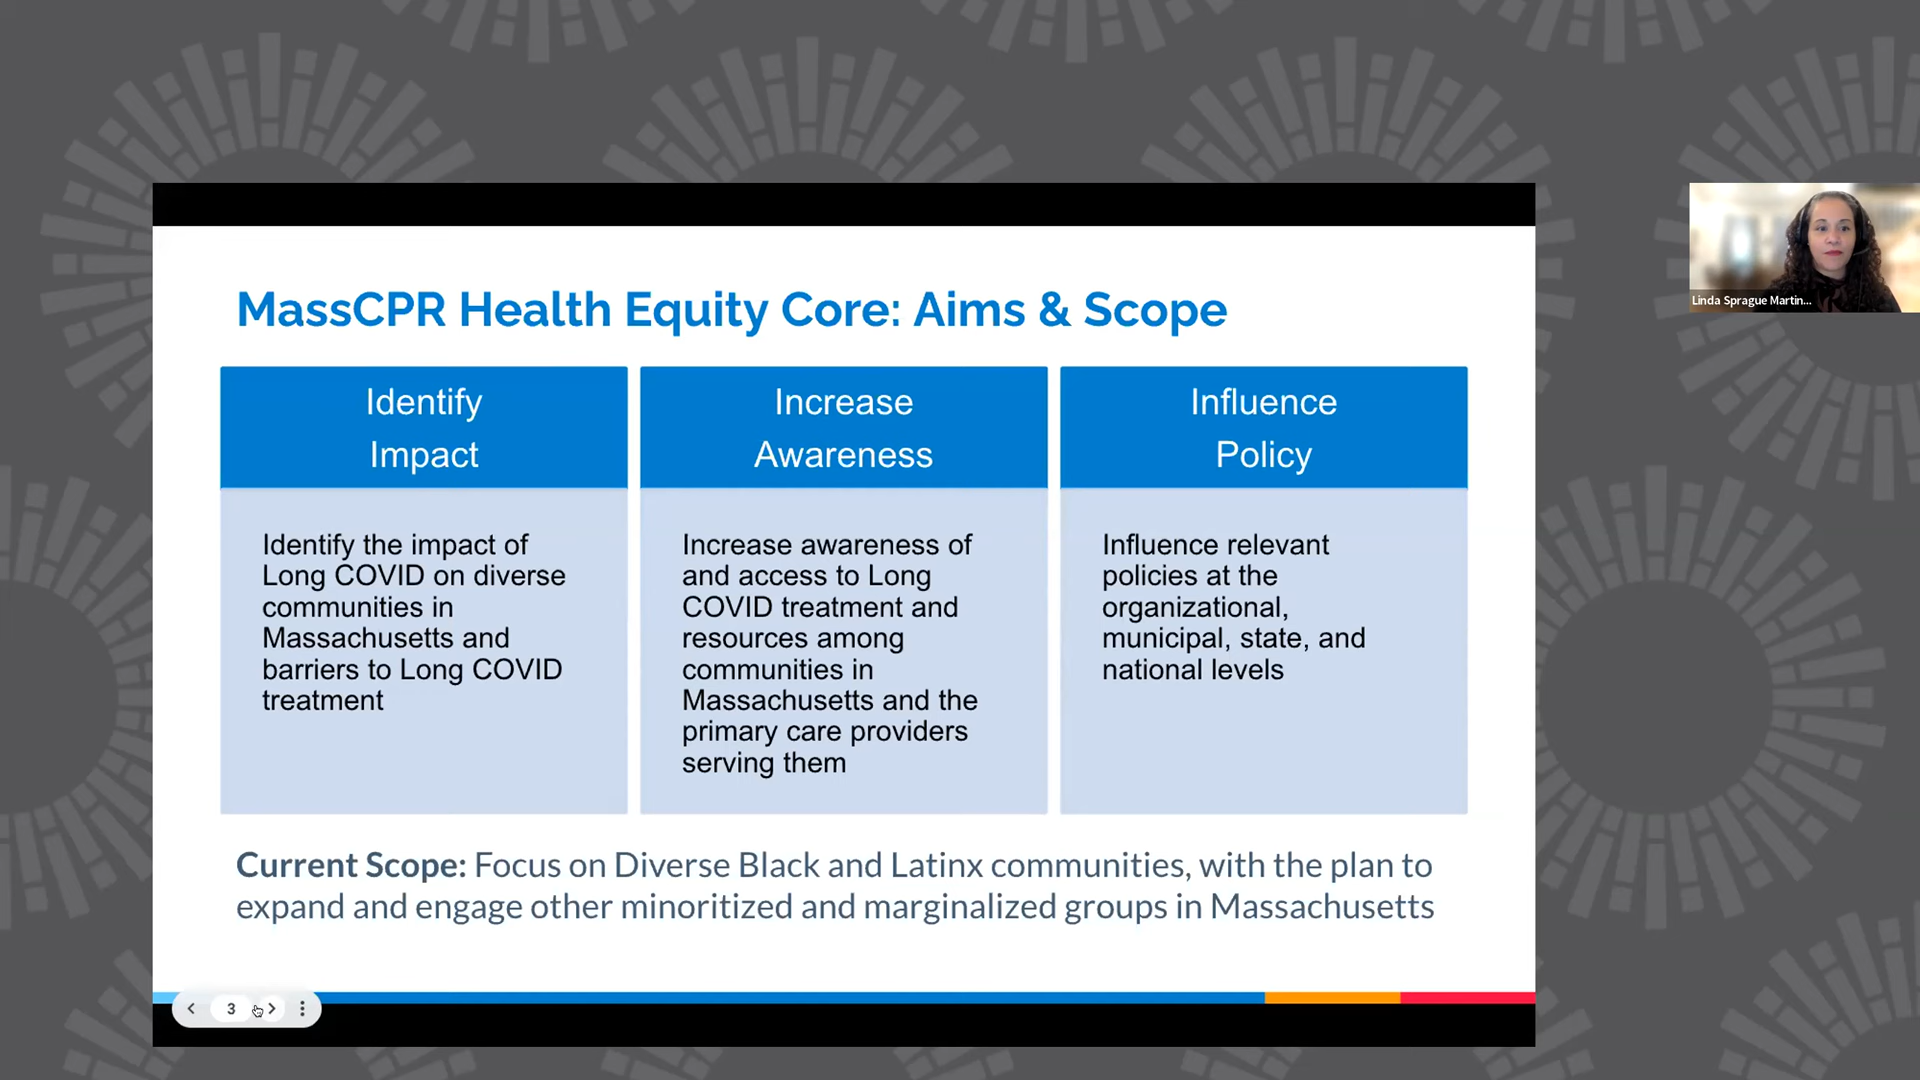 MassCPR Health Equity Core: Aims & Scope
Identify
Impact
Identify the impact of
Long COVID on diverse
communities in
Massachusetts and
barriers to Long COVID
treatment
Increase
Awareness
Increase awareness of
and access to Long
COVID treatment and
resources among
communities in
Massachusetts and the
primary care providers
serving them
Influence
Policy
Influence relevant
policies at the
organizational,
municipal, state, and
national levels
Current Scope: Focus on Diverse Black and Latinx communities, with the plan to
expand and engage other minoritized and marginalized groups in Massachusetts
3
Linda Sprague Martin...